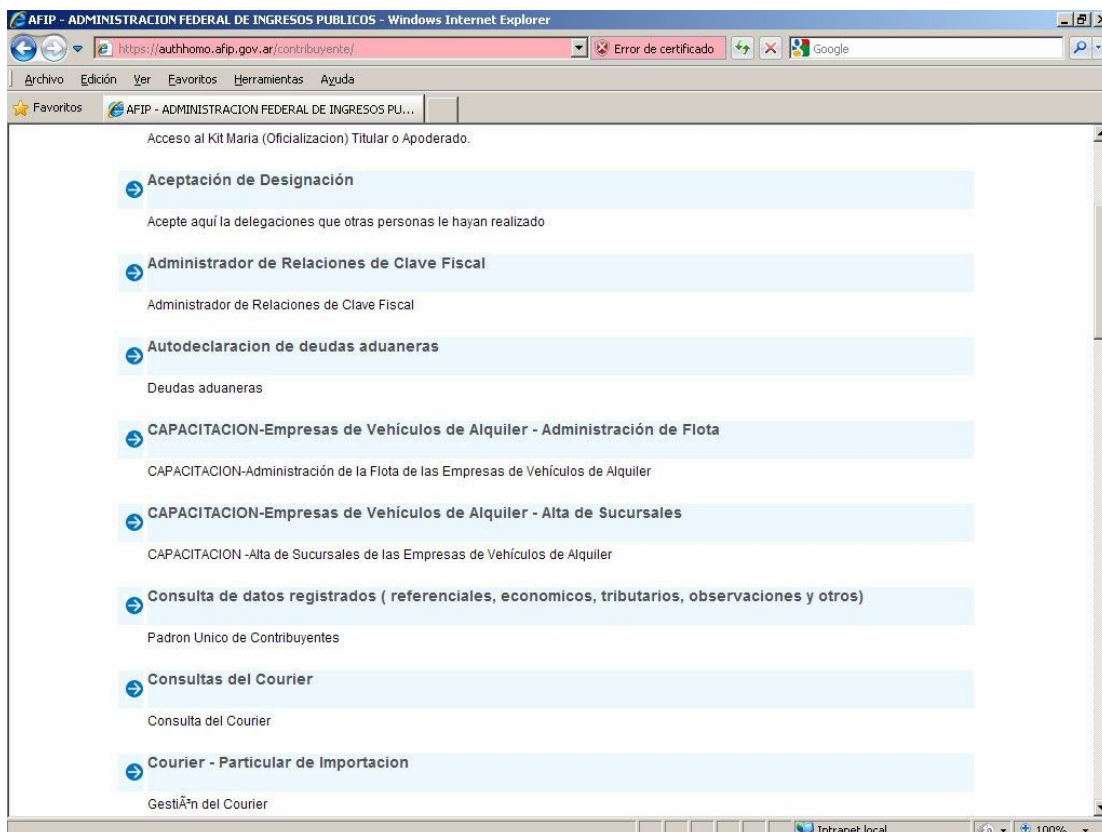 AFIP - ADMINISTRACION FEDERAL DE INGRESOS PUBLICOS - Windows Internet Explorer
https://authhomo.afip.gov.ar/contribuyente/ Error de certificado Google
Archivo Edición Ver Favoritos Herramientas Ayuda
Favoritos AFIP - ADMINISTRACION FEDERAL DE INGRESOS PU...
Acceso al Kit Maria (Oficializacion) Titular o Apoderado.
Aceptación de Designación
Acepte aquí la delegaciones que otras personas le hayan realizado
Administrador de Relaciones de Clave Fiscal
Administrador de Relaciones de Clave Fiscal
Autodeclaracion de deudas aduaneras
Deudas aduaneras
CAPACITACION-Empresas de Vehículos de Alquiler - Administración de Flota
CAPACITACION-Administración de la Flota de las Empresas de Vehículos de Alquiler
CAPACITACION-Empresas de Vehículos de Alquiler - Alta de Sucursales
CAPACITACION -Alta de Sucursales de las Empresas de Vehículos de Alquiler
Consulta de datos registrados ( referenciales, economicos, tributarios, observaciones y otros)
Padron Unico de Contribuyentes
Consultas del Courier
Consulta del Courier
Courier - Particular de Importacion
GestiÃ³n del Courier
Intranet local 100%